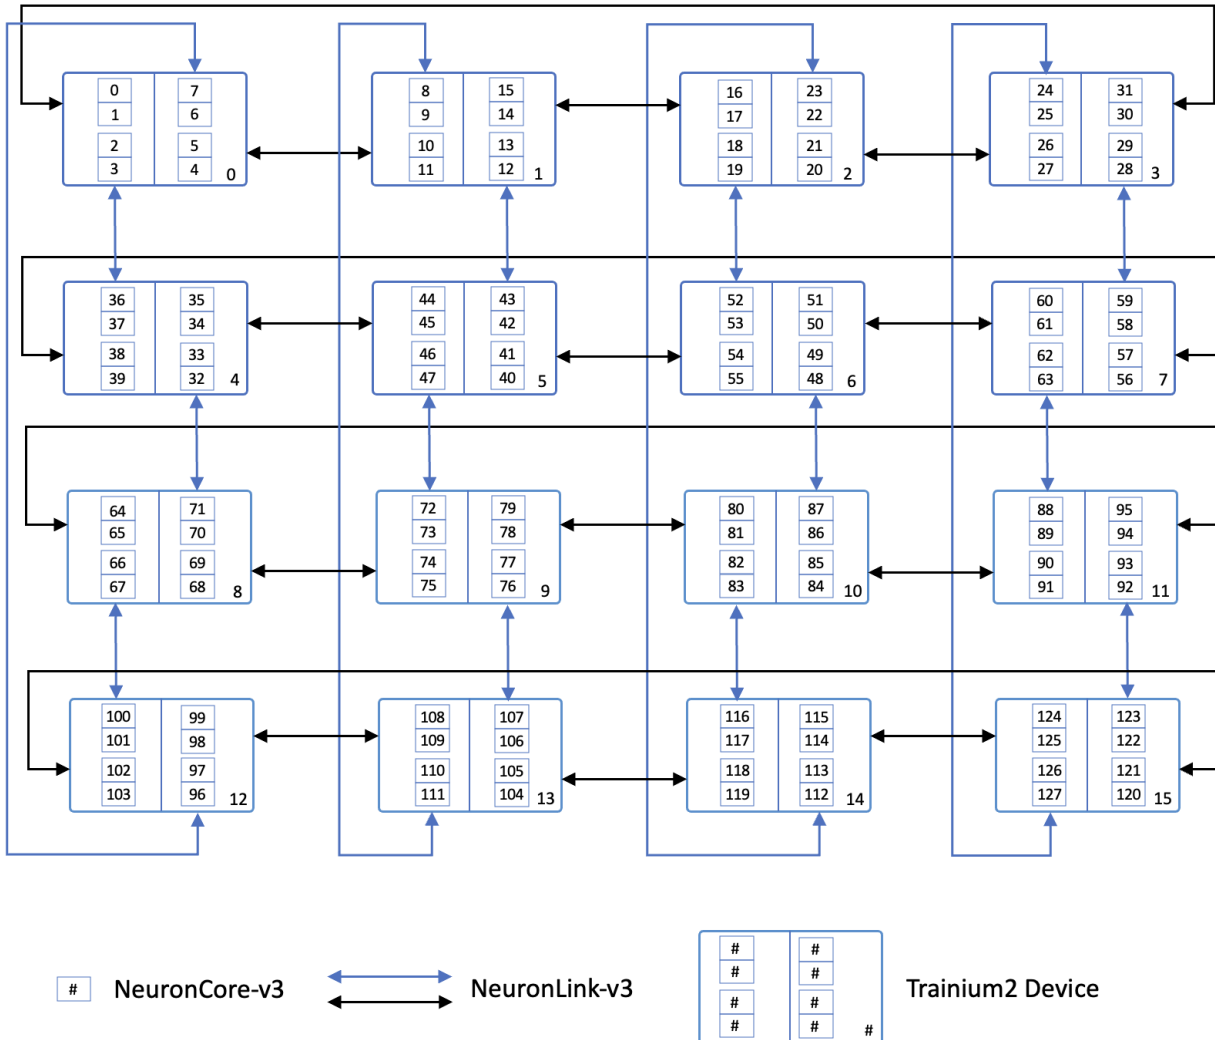 0 7 8 15 16 23 24 31
1 6 9 14 17 22 25 30
2 5 10 13 18 21 26 29
3 4 0 11 12 1 19 20 2 27 28 3
36 35 44 43 52 51 60 59
37 34 45 42 53 50 61 58
38 33 46 41 54 49 62 57
39 32 4 47 40 5 55 48 6 63 56 7
64 71 72 79 80 87 88 95
65 70 73 78 81 86 89 94
66 69 74 77 82 85 90 93
67 68 8 75 76 9 83 84 10 91 92 11
100 99 108 107 116 115 124 123
101 98 109 106 117 114 125 122
102 97 110 105 118 113 126 121
103 96 12 111 104 13 119 112 14 127 120 15
# #
# #
# NeuronCore-v3 NeuronLink-v3 # # Trainium2 Device
# # #